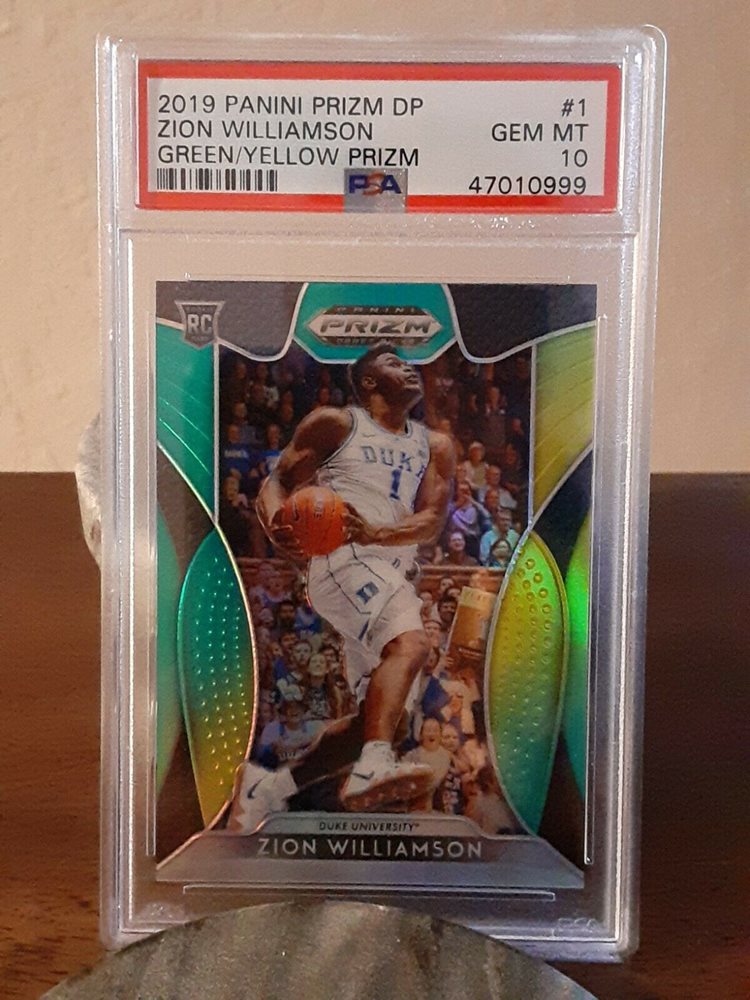 2019 PANINI PRIZM DP #1
ZION WILLIAMSON GEM MT
GREEN/YELLOW PRIZM 10
PSA 47010999
RC
PANINI
PRIZM
DUKE
1
DUKE UNIVERSITY
ZION WILLIAMSON